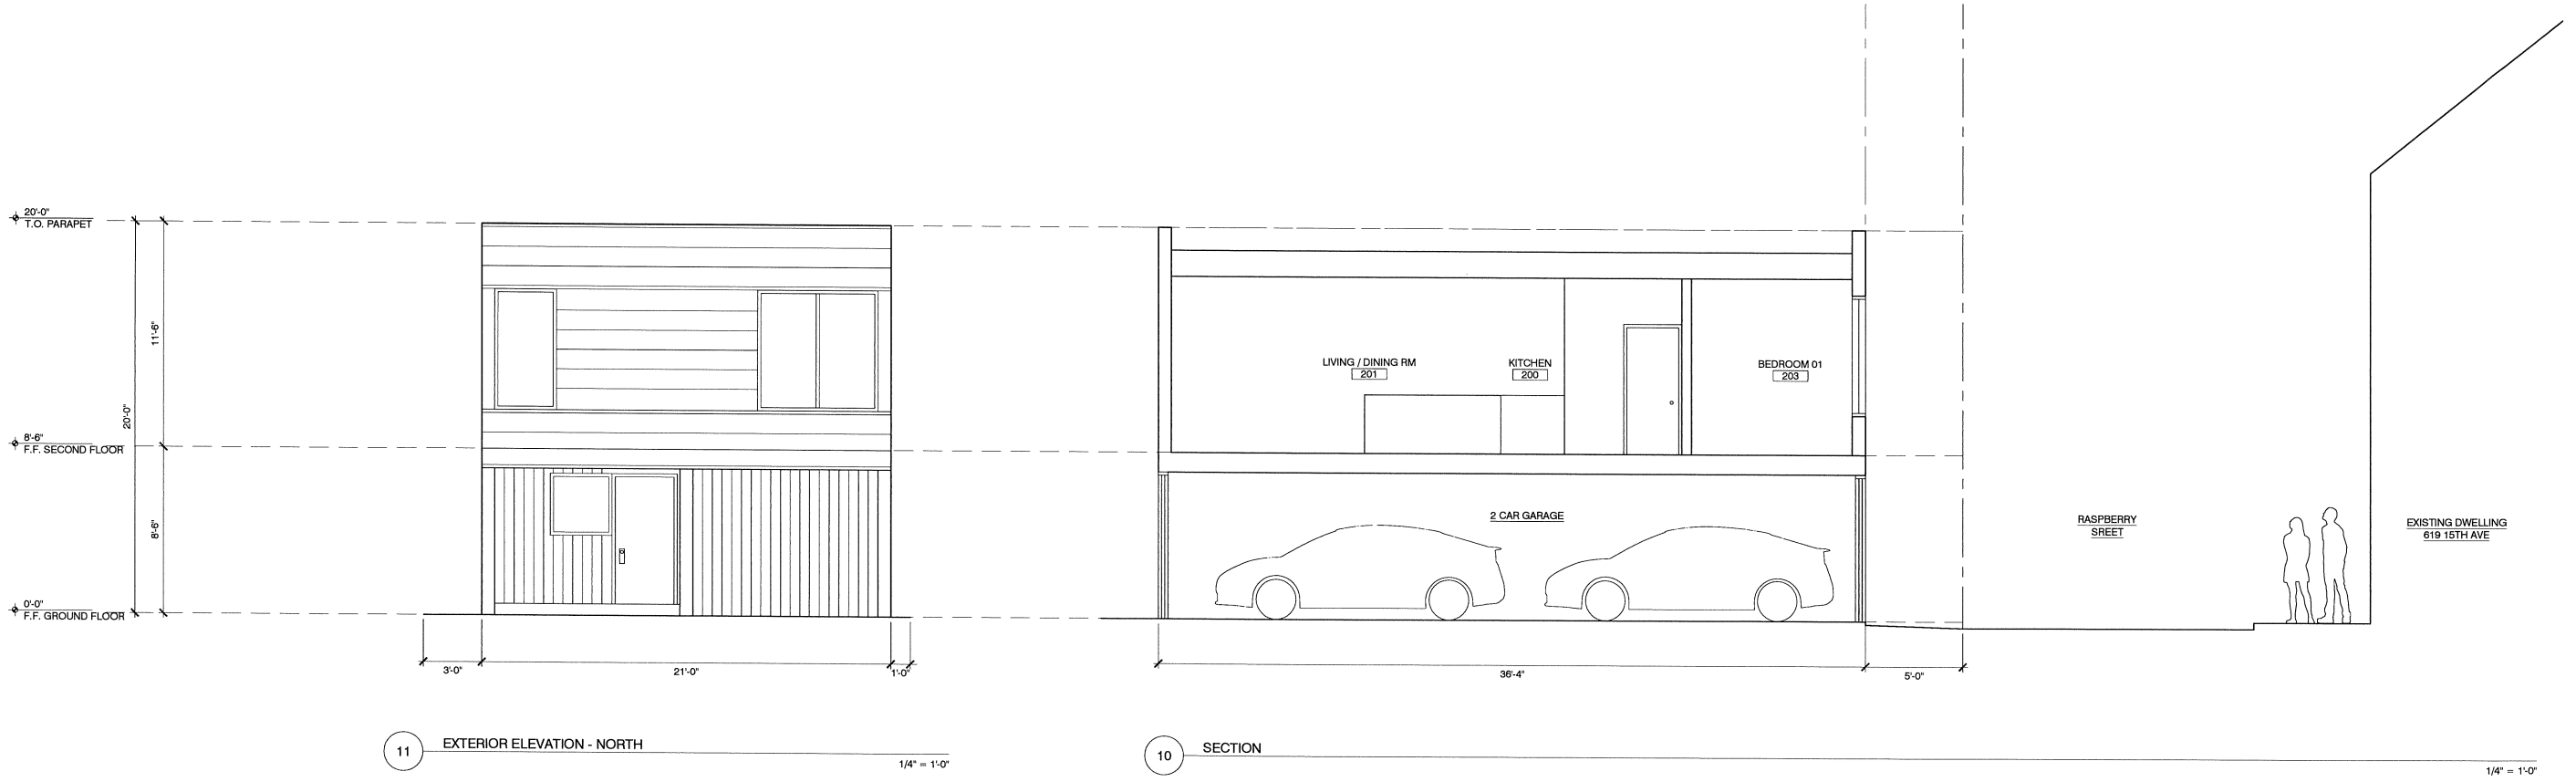 20'-0"
T.O. PARAPET
11'-6"
20'-0"
8'-6"
F.F. SECOND FLOOR
8'-6"
0'-0"
F.F. GROUND FLOOR
3'-0"
21'-0"
1'-0"
11
EXTERIOR ELEVATION - NORTH
1/4" = 1'-0"
LIVING / DINING RM
201
KITCHEN
200
BEDROOM 01
203
2 CAR GARAGE
RASPBERRY
SREET
EXISTING DWELLING
619 15TH AVE
36'-4"
5'-0"
10
SECTION
1/4" = 1'-0"